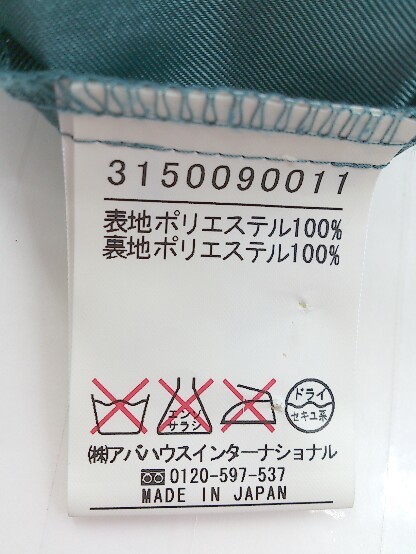 3150090011
表地ポリエステル100%
裏地ポリエステル100%
エンソ
サラシ
ドライ
セキユ系
㈱アバハウスインターナショナル
0120-597-537
MADE IN JAPAN